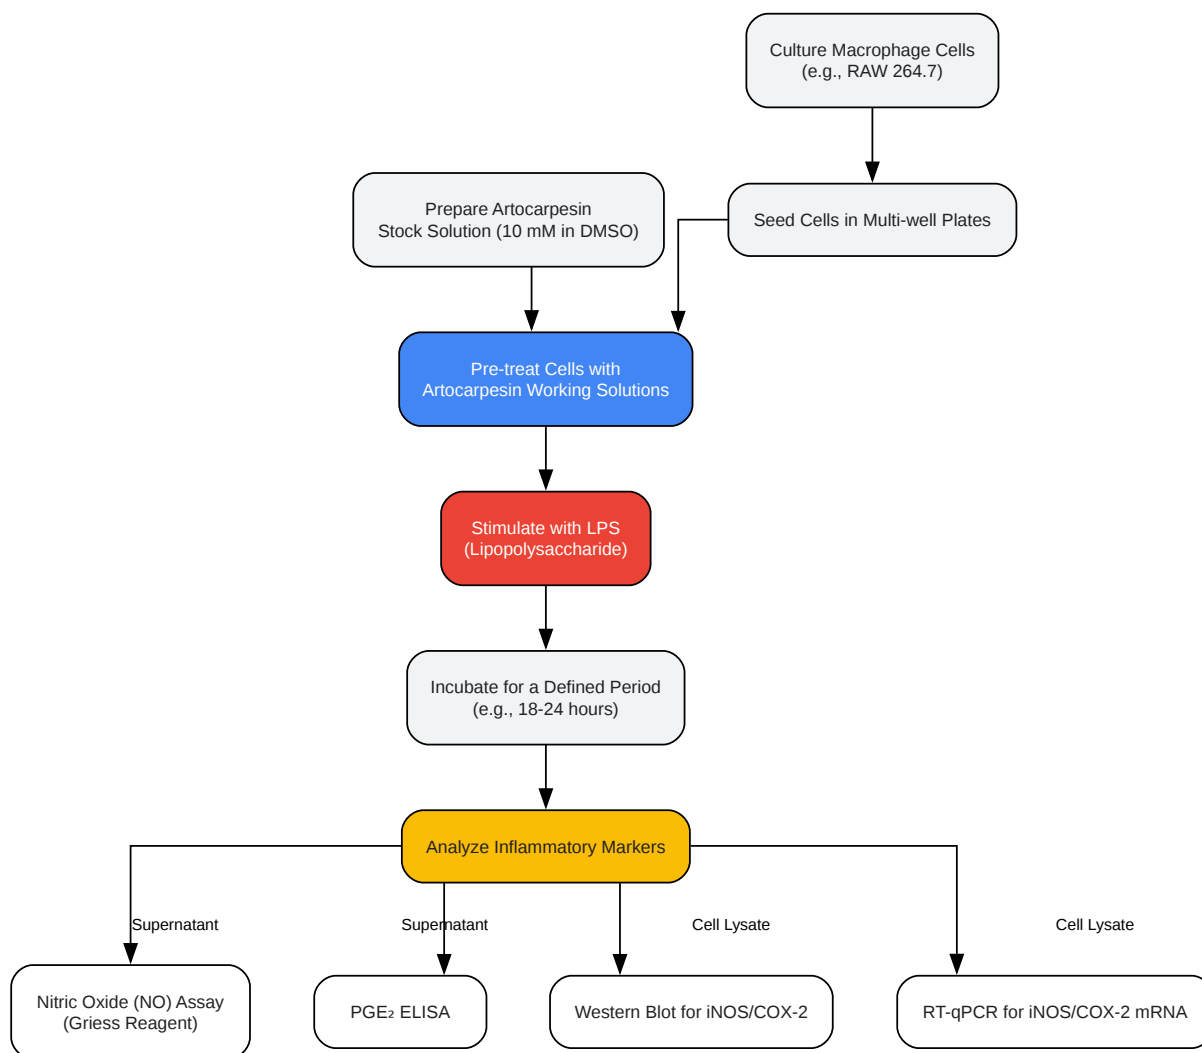 Culture Macrophage Cells
(e.g., RAW 264.7)
Prepare Artocarpesin
Stock Solution (10 mM in DMSO)
Seed Cells in Multi-well Plates
Pre-treat Cells with
Artocarpesin Working Solutions
Stimulate with LPS
(Lipopolysaccharide)
Incubate for a Defined Period
(e.g., 18-24 hours)
Analyze Inflammatory Markers
Supernatant
Supernatant
Cell Lysate
Cell Lysate
Nitric Oxide (NO) Assay
(Griess Reagent)
PGE₂ ELISA
Western Blot for iNOS/COX-2
RT-qPCR for iNOS/COX-2 mRNA